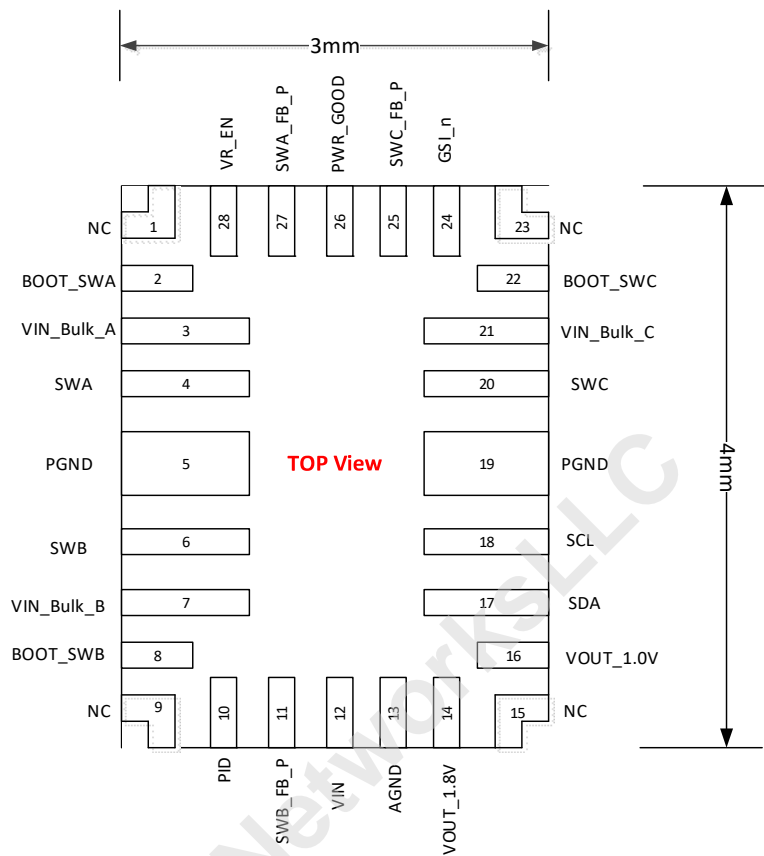 3mm
VR_EN
SWA_FB_P
PWR_GOOD
SWC_FB_P
GSI_n
28
27
26
25
24
NC
1
23
NC
BOOT_SWA
2
22
BOOT_SWC
VIN_Bulk_A
3
21
VIN_Bulk_C
SWA
4
20
SWC
PGND
5
TOP View
19
PGND
4mm
SWB
6
18
SCL
VIN_Bulk_B
7
17
SDA
BOOT_SWB
8
16
VOUT_1.0V
NC
9
15
NC
10
11
12
13
14
PID
SWB_FB_P
VIN
AGND
VOUT_1.8V
NetworksLLC